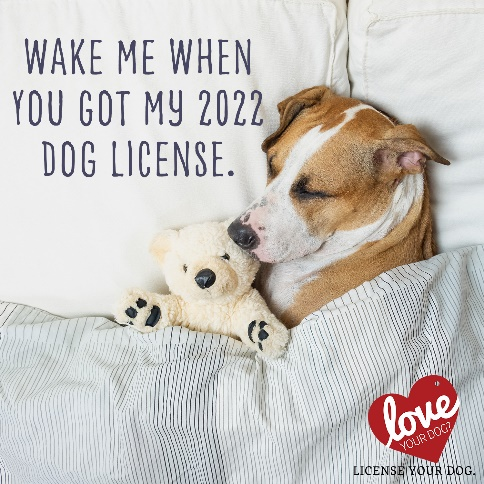 WAKE ME WHEN
YOU GOT MY 2022
DOG LICENSE.
love
YOUR DOG?
LICENSE YOUR DOG.